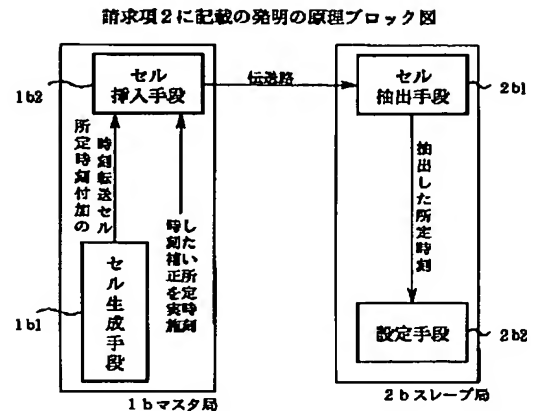 請求項2に記載の発明の原理ブロック図
1b2
セル
挿入手段
伝送路
セル
抽出手段
2b1
所定時刻付加の
時刻転送セル
時刻補正を実施
したい所定時刻
抽出した所定時刻
1b1
セル生成手段
設定手段
2b2
1bマスタ局
2bスレーブ局